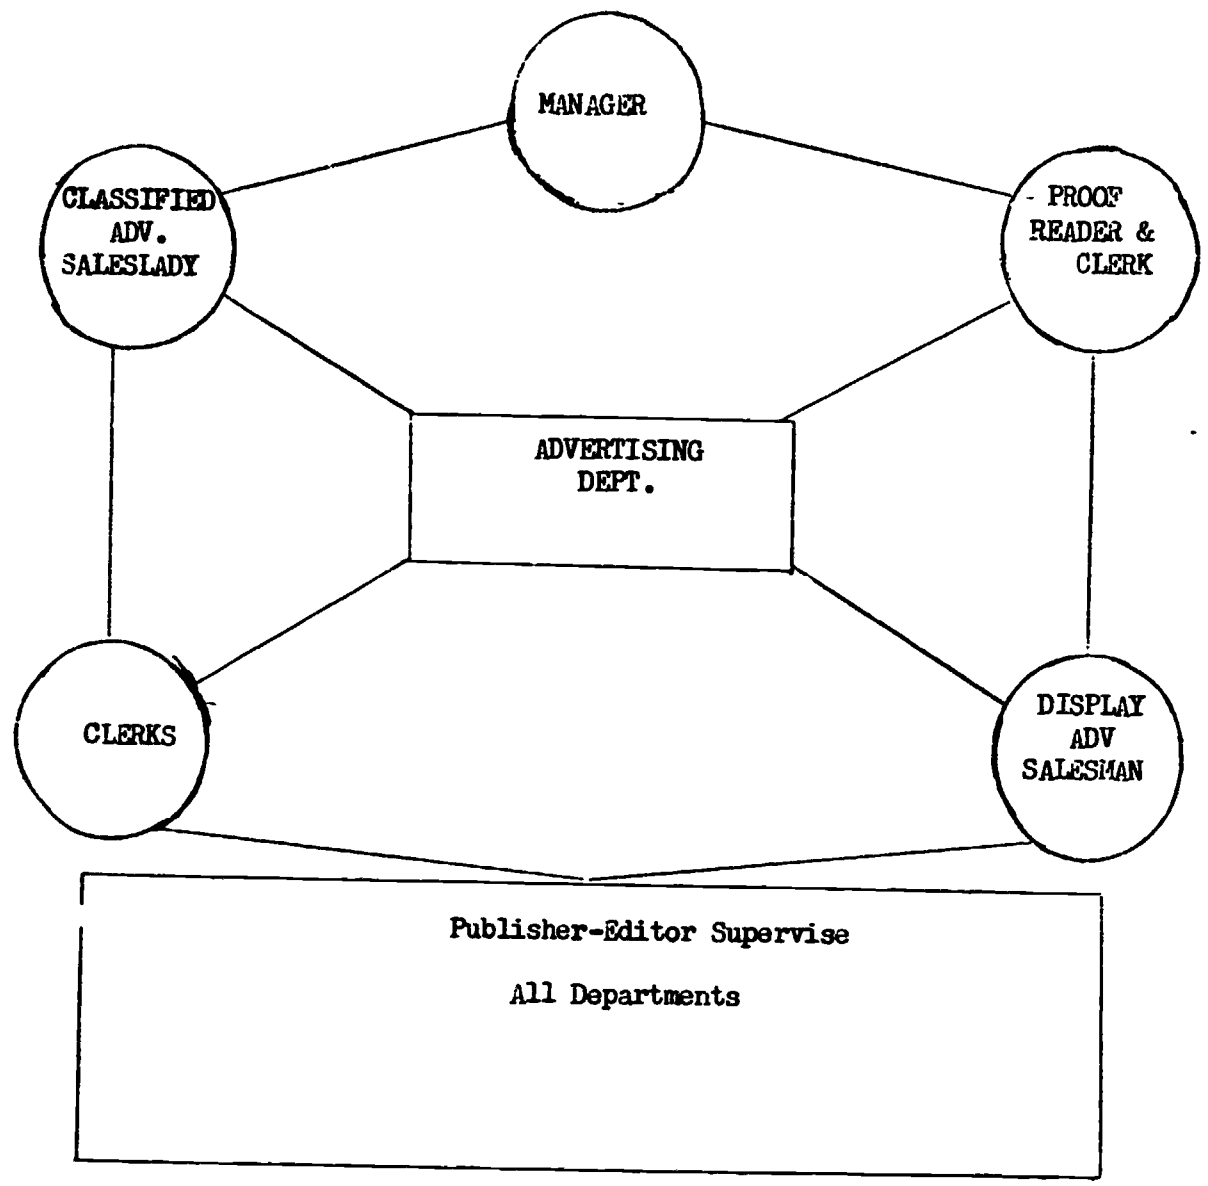 MANAGER
CLASSIFIED
ADV.
SALESLADY
PROOF
READER &
CLERK
ADVERTISING
DEPT.
CLERKS
DISPLAY
ADV
SALESMAN
Publisher-Editor Supervise
All Departments